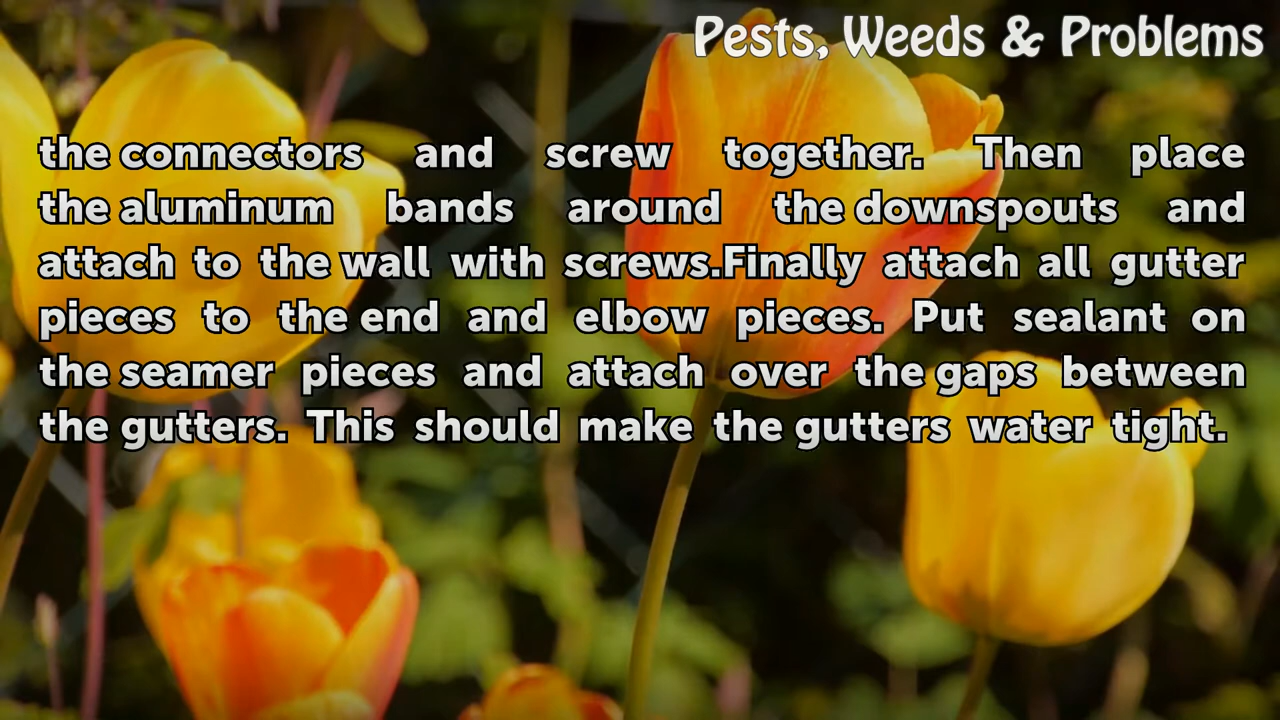 Pests, Weeds & Problems
the connectors and screw together. Then place
the aluminum bands around the downspouts and
attach to the wall with screws.Finally attach all gutter
pieces to the end and elbow pieces. Put sealant on
the seamer pieces and attach over the gaps between
the gutters. This should make the gutters water tight.